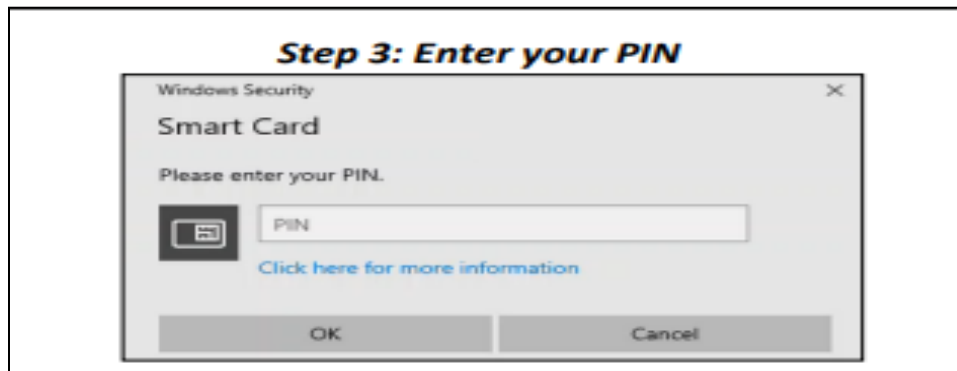 Step 3: Enter your PIN
Windows Security
Smart Card
Please enter your PIN.
PIN
Click here for more information
OK Cancel